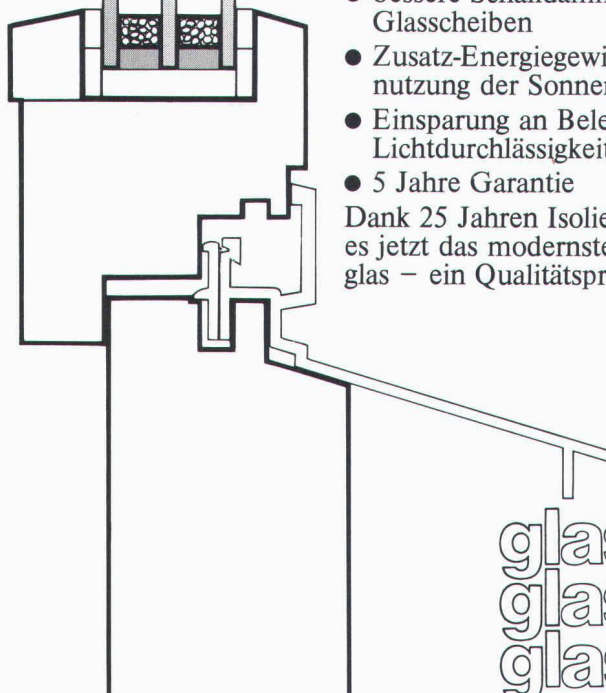 Glasscheiben
● Zusatz-Energiegewi
nutzung der Sonnen
● Einsparung an Bele
Lichtdurchlässigkeit
● 5 Jahre Garantie
Dank 25 Jahren Isolie
es jetzt das modernste
glas – ein Qualitätspr
glas
glas
glas